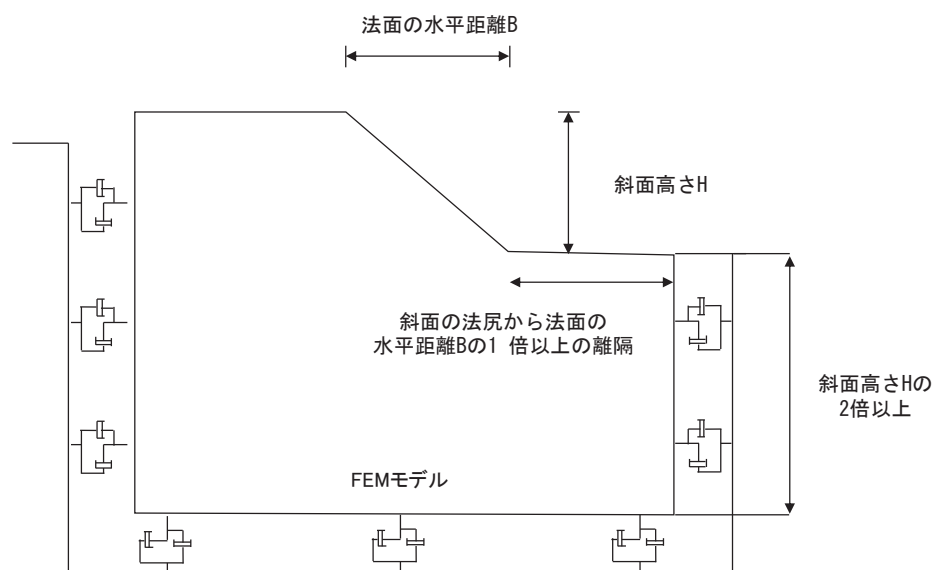 法面の水平距離B
斜面高さH
斜面の法尻から法面の
水平距離Bの1 倍以上の離隔
斜面高さHの
2倍以上
FEMモデル